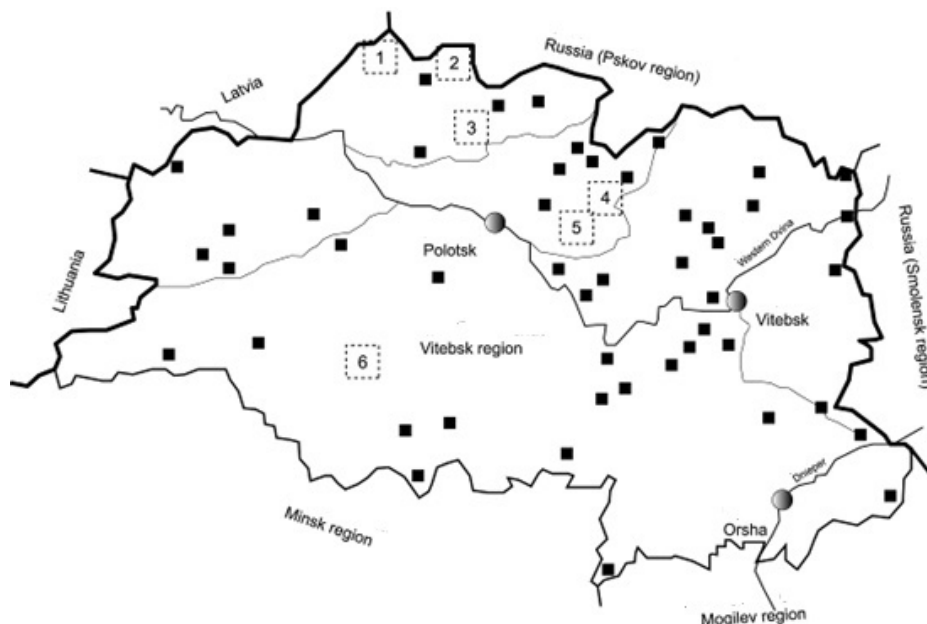 1
2
Russia (Pskov region)
Latvia
3
4
5
Polotsk
Western Dvina
Russia (Smolensk region)
Lithuania
Vitebsk
Vitebsk region
6
Dnieper
Minsk region
Orsha
Mogilev region